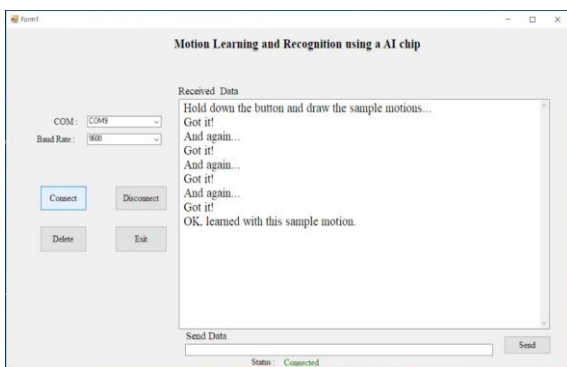 Form1
Motion Learning and Recognition using a AI chip
Received Data
Hold down the button and draw the sample motions...
Got it!
And again...
Got it!
And again...
Got it!
And again...
Got it!
OK, learned with this sample motion.
COM : COM9
Baud Rate : 9600
Connect Disconnect
Delete Exit
Send Data
Send
Status : Connected